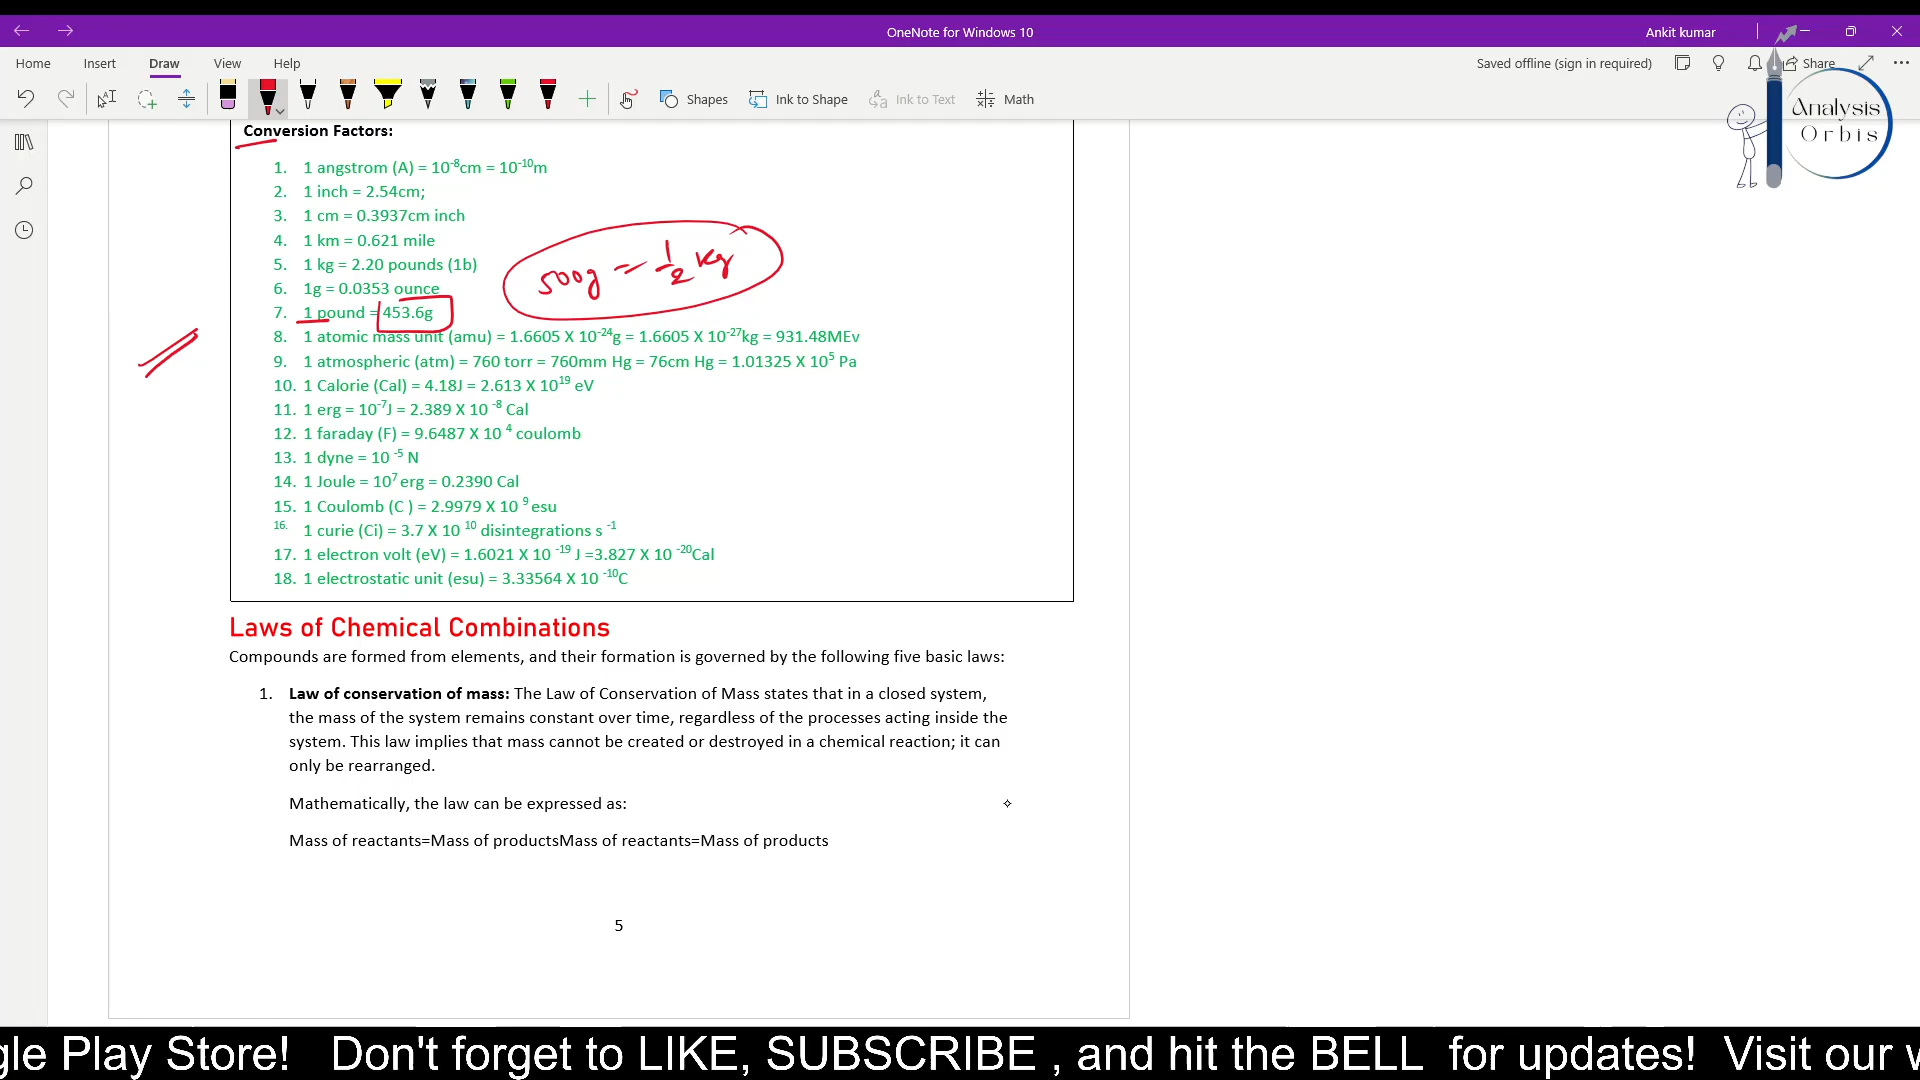 OneNote for Windows 10
Ankit kumar
Home Insert Draw View Help
Saved offline (sign in required)
Share
Shapes
Ink to Shape
Ink to Text
Math
Analysis
Orbis
Conversion Factors:
1. 1 angstrom (A) = 10⁻⁸cm = 10⁻¹⁰m
2. 1 inch = 2.54cm;
3. 1 cm = 0.3937cm inch
4. 1 km = 0.621 mile
5. 1 kg = 2.20 pounds (1b)
6. 1g = 0.0353 ounce
500g = 1/2 kg
7. 1 pound = 453.6g
8. 1 atomic mass unit (amu) = 1.6605 X 10⁻²⁴g = 1.6605 X 10⁻²⁷kg = 931.48MEv
9. 1 atmospheric (atm) = 760 torr = 760mm Hg = 76cm Hg = 1.01325 X 10⁵ Pa
10. 1 Calorie (Cal) = 4.18J = 2.613 X 10¹⁹ eV
11. 1 erg = 10⁻⁷J = 2.389 X 10 ⁻⁸ Cal
12. 1 faraday (F) = 9.6487 X 10 ⁴ coulomb
13. 1 dyne = 10 ⁻⁵ N
14. 1 Joule = 10⁷ erg = 0.2390 Cal
15. 1 Coulomb (C ) = 2.9979 X 10 ⁹ esu
16. 1 curie (Ci) = 3.7 X 10 ¹⁰ disintegrations s ⁻¹
17. 1 electron volt (eV) = 1.6021 X 10 ⁻¹⁹ J =3.827 X 10 ⁻²⁰Cal
18. 1 electrostatic unit (esu) = 3.33564 X 10 ⁻¹⁰C
Laws of Chemical Combinations
Compounds are formed from elements, and their formation is governed by the following five basic laws:
1. Law of conservation of mass: The Law of Conservation of Mass states that in a closed system,
the mass of the system remains constant over time, regardless of the processes acting inside the
system. This law implies that mass cannot be created or destroyed in a chemical reaction; it can
only be rearranged.
Mathematically, the law can be expressed as:
Mass of reactants=Mass of productsMass of reactants=Mass of products
5
gle Play Store! Don't forget to LIKE, SUBSCRIBE , and hit the BELL for updates! Visit our w